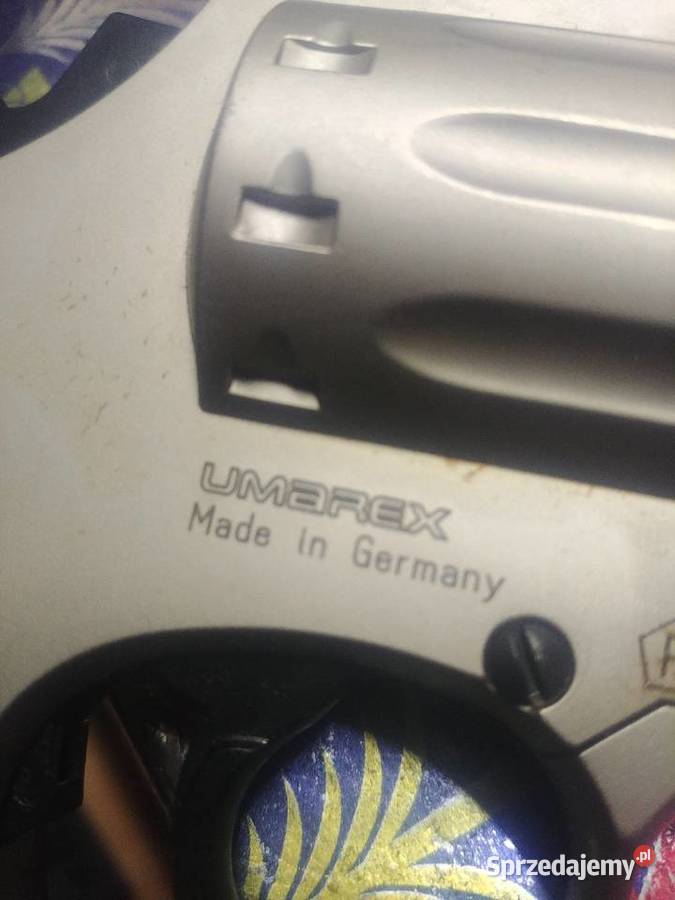 UMAREX
Made in Germany
F
Sprzedajemy.pl